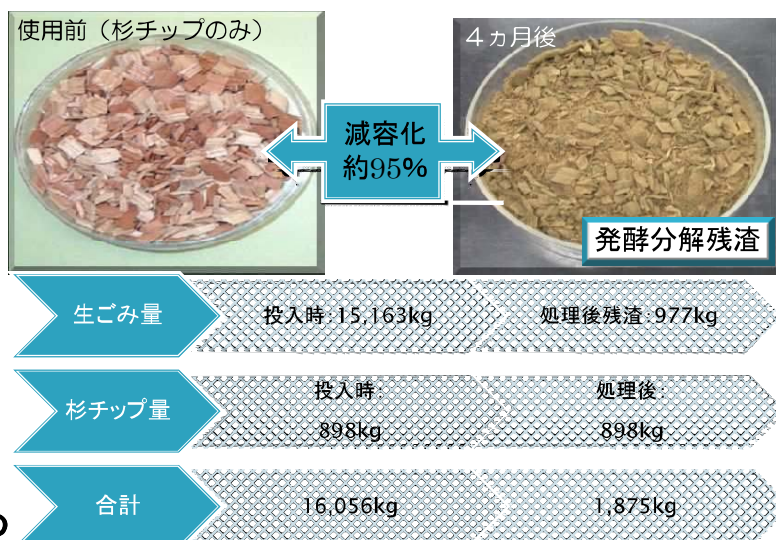 使用前（杉チップのみ）
４ヵ月後
減容化
約95%
発酵分解残渣
生ごみ量
投入時：15,163kg
処理後残渣：977kg
杉チップ量
投入時：
898kg
処理後：
898kg
合計
16,056kg
1,875kg